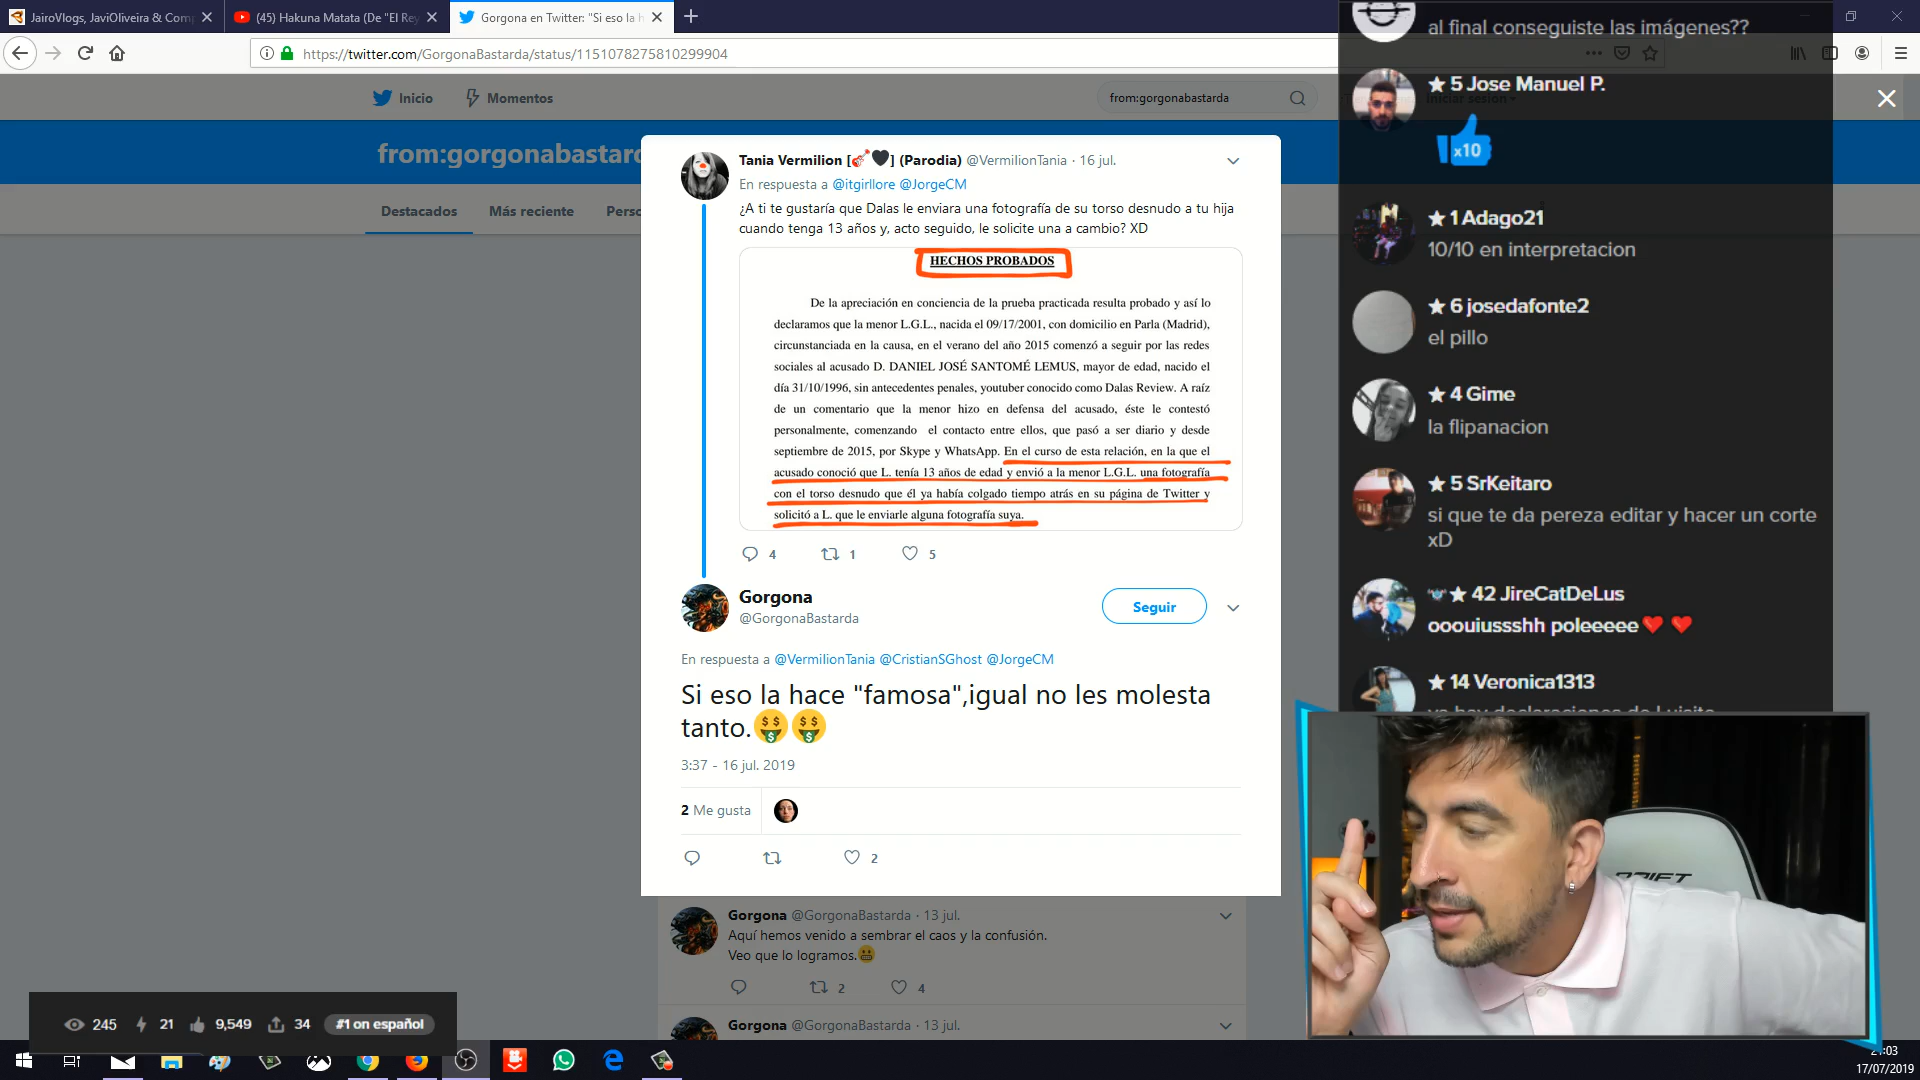 JairoVlogs, JaviOliveira & Comp
(45) Hakuna Matata (De "El Rey
Gorgona en Twitter: "Si eso la h
https://twitter.com/GorgonaBastarda/status/1151078275810299904
Inicio
Momentos
from:gorgonabastarda
from:gorgonabastard
Destacados
Más reciente
Perso
Tania Vermilion [🎸🖤] (Parodia) @VermilionTania · 16 jul.
En respuesta a @itgirllore @JorgeCM
¿A ti te gustaría que Dalas le enviara una fotografía de su torso desnudo a tu hija
cuando tenga 13 años y, acto seguido, le solicite una a cambio? XD
HECHOS PROBADOS
De la apreciación en conciencia de la prueba practicada resulta probado y así lo
declaramos que la menor L.G.L., nacida el 09/17/2001, con domicilio en Parla (Madrid),
circunstanciada en la causa, en el verano del año 2015 comenzó a seguir por las redes
sociales al acusado D. DANIEL JOSÉ SANTOMÉ LEMUS, mayor de edad, nacido el
día 31/10/1996, sin antecedentes penales, youtuber conocido como Dalas Review. A raíz
de un comentario que la menor hizo en defensa del acusado, éste le contestó
personalmente, comenzando el contacto entre ellos, que pasó a ser diario y desde
septiembre de 2015, por Skype y WhatsApp. En el curso de esta relación, en la que el
acusado conoció que L. tenía 13 años de edad y envió a la menor L.G.L. una fotografía
con el torso desnudo que él ya había colgado tiempo atrás en su página de Twitter y
solicitó a L. que le enviarle alguna fotografía suya.
4
1
5
Gorgona
@GorgonaBastarda
Seguir
En respuesta a @VermilionTania @CristianSGhost @JorgeCM
Si eso la hace "famosa",igual no les molesta
tanto.🤑🤑
3:37 - 16 jul. 2019
2 Me gusta
2
Gorgona @GorgonaBastarda · 13 jul.
Aquí hemos venido a sembrar el caos y la confusión.
Veo que lo logramos.😬
2
4
Gorgona @GorgonaBastarda · 13 jul.
al final conseguiste las imágenes??
★ 5 Jose Manuel P.
x10
★ 1 Adago21
10/10 en interpretacion
★ 6 josedafonte2
el pillo
★ 4 Gime
la flipanacion
★ 5 SrKeitaro
si que te da pereza editar y hacer un corte
xD
★ 42 JireCatDeLus
ooouiussshh poleeeee❤️ ❤️
★ 14 Veronica1313
ya hay declaraciones de Luisito
DRIFT
245
21
9,549
34
#1 on español
21:03
17/07/2019